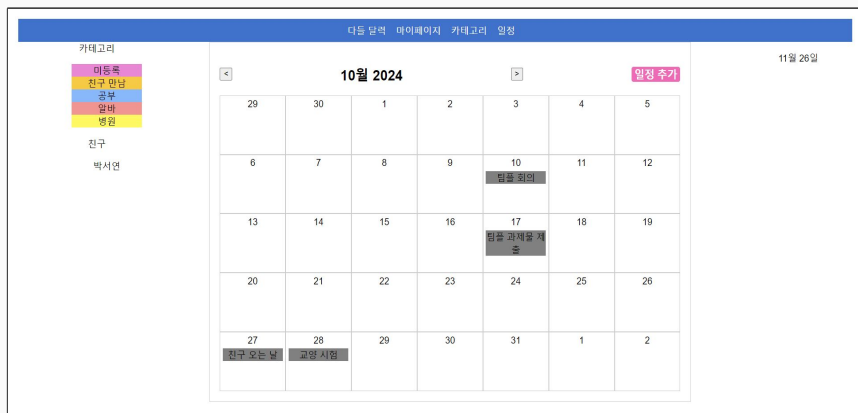 다들 달력 마이페이지 카테고리 일정
카테고리
미등록
친구 만남
공부
알바
병원
친구
박서연
< 10월 2024 > 일정 추가
29 30 1 2 3 4 5
6 7 8 9 10 11 12
팀플 회의
13 14 15 16 17 18 19
팀플 과제물 제
출
20 21 22 23 24 25 26
27 28 29 30 31 1 2
친구 오는 날 교양 시험
11월 26일